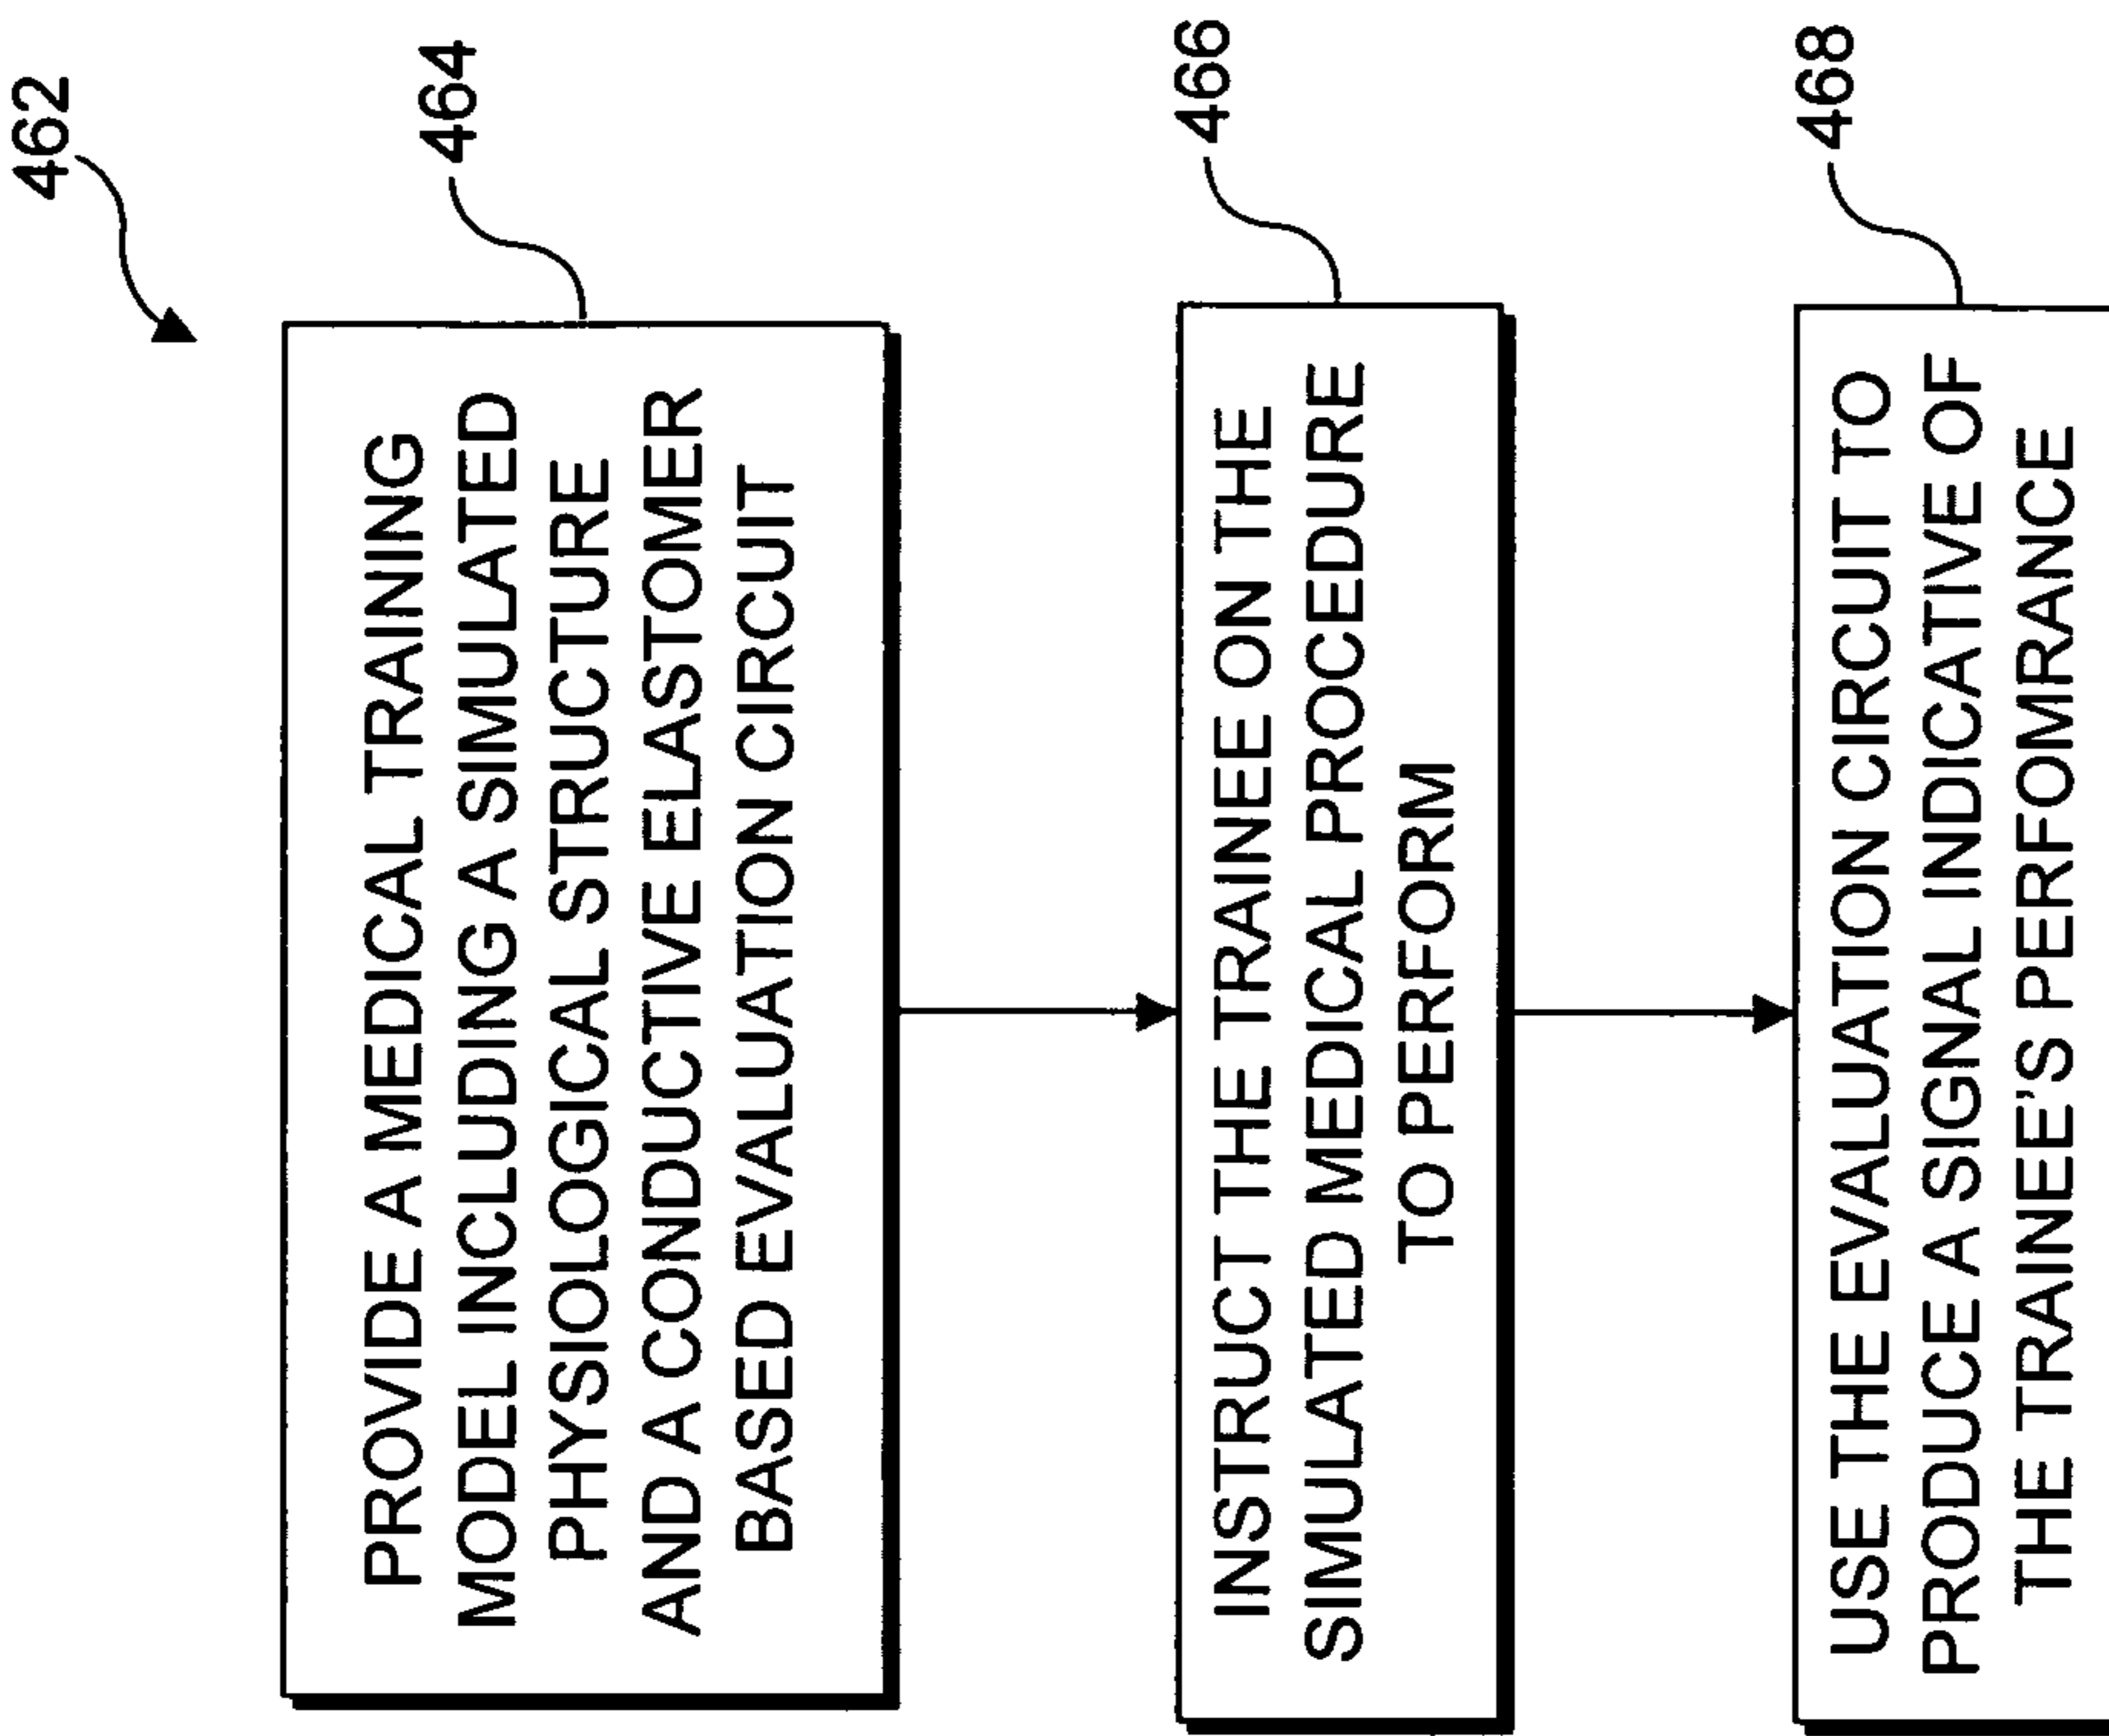 462
464
PROVIDE A MEDICAL TRAINING
MODEL INCLUDING A SIMULATED
PHYSIOLOGICAL STRUCTURE
AND A CONDUCTIVE ELASTOMER
BASED EVALUATION CIRCUIT
466
INSTRUCT THE TRAINEE ON THE
SIMULATED MEDICAL PROCEDURE
TO PERFORM
468
USE THE EVALUATION CIRCUIT TO
PRODUCE A SIGNAL INDICATIVE OF
THE TRAINEE'S PERFOMRANCE